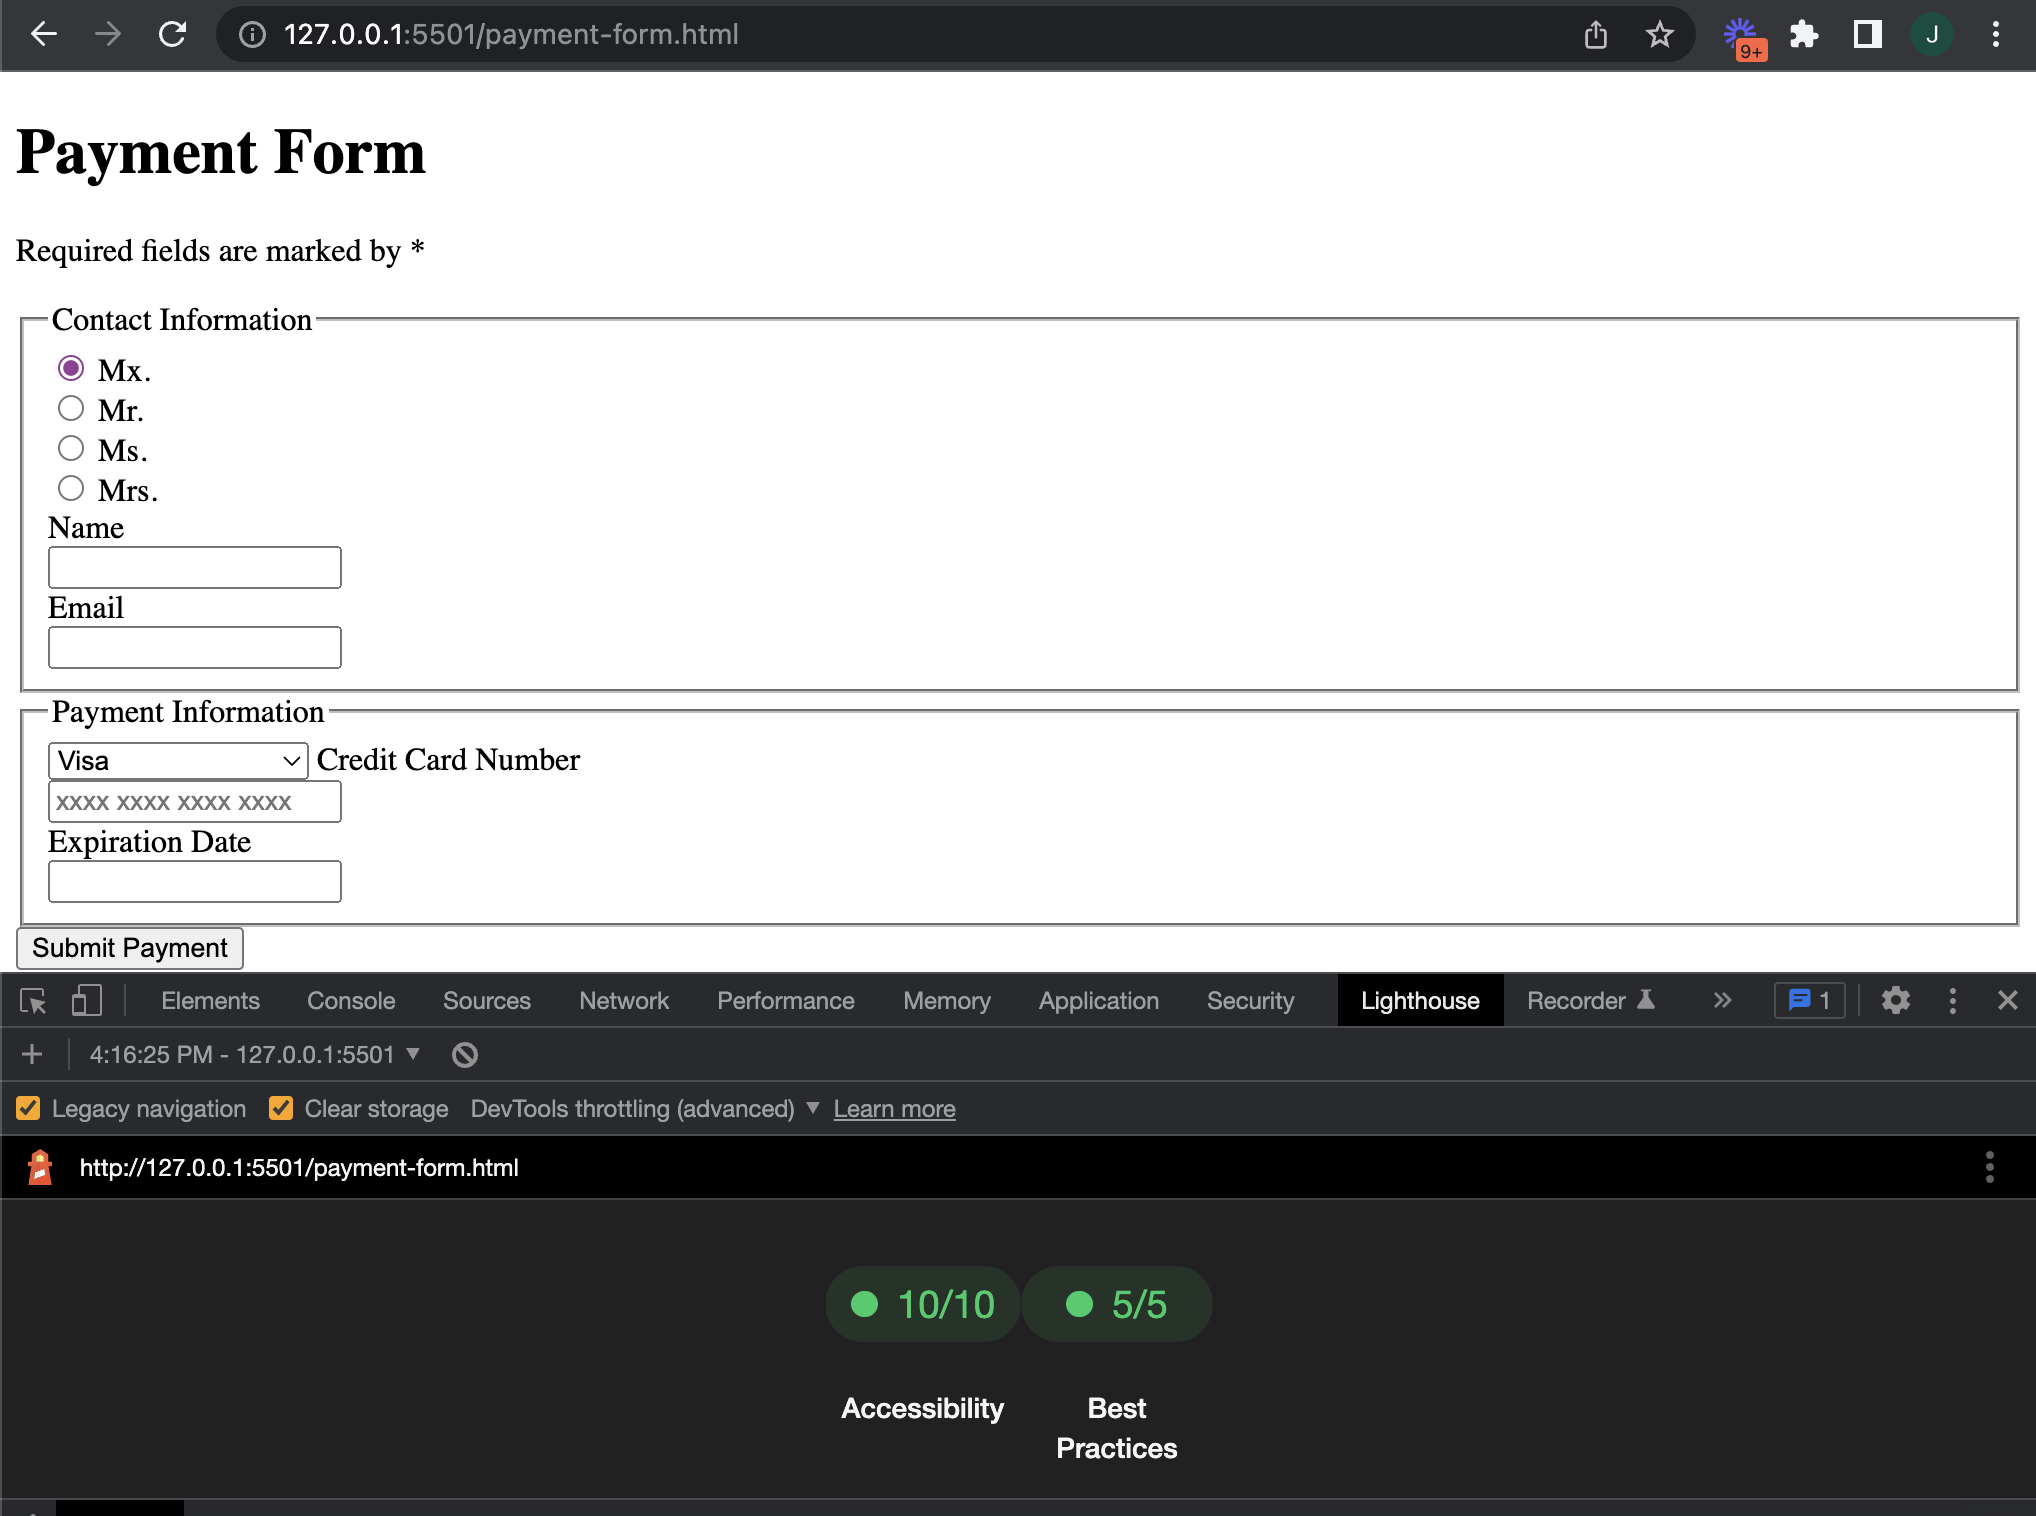 127.0.0.1:5501/payment-form.html
9+
J
Payment Form
Required fields are marked by *
Contact Information
Mx.
Mr.
Ms.
Mrs.
Name
Email
Payment Information
Visa Credit Card Number
xxxx xxxx xxxx xxxx
Expiration Date
Submit Payment
Elements Console Sources Network Performance Memory Application Security Lighthouse Recorder 1
4:16:25 PM - 127.0.0.1:5501
Legacy navigation Clear storage DevTools throttling (advanced) Learn more
http://127.0.0.1:5501/payment-form.html
10/10 5/5
Accessibility Best
Practices